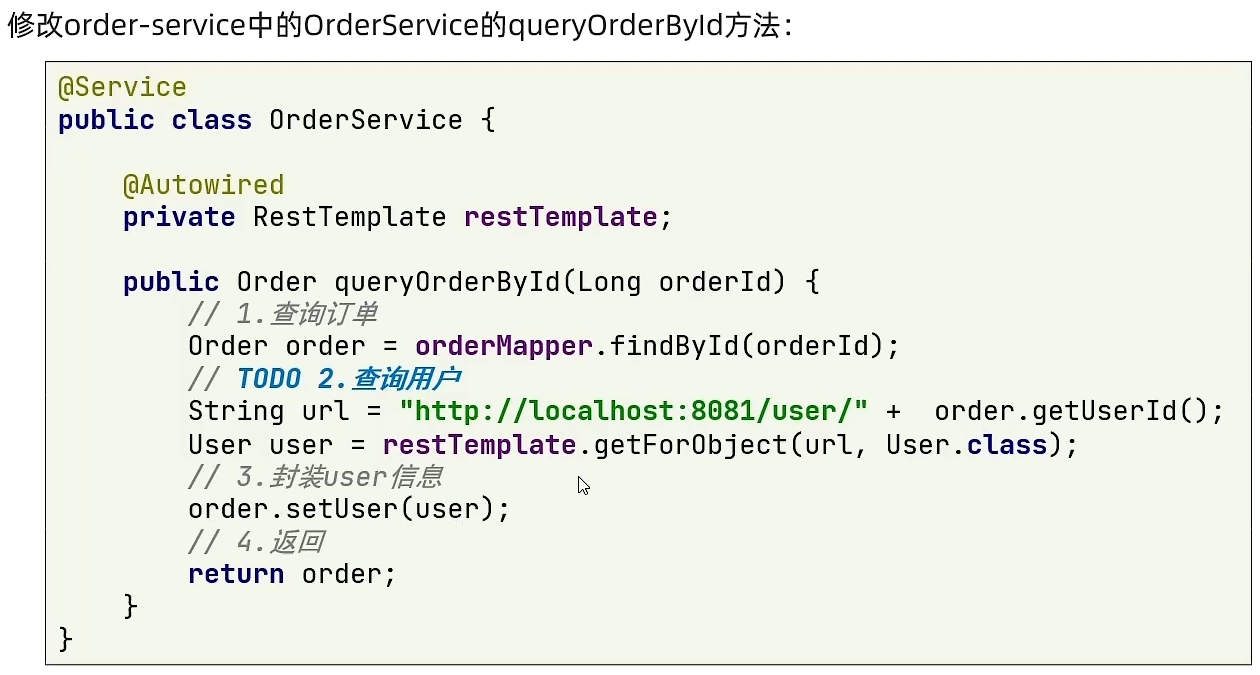 修改order-service中的OrderService的queryOrderById方法：
@Service
public class OrderService {
@Autowired
private RestTemplate restTemplate;
public Order queryOrderById(Long orderId) {
// 1.查询订单
Order order = orderMapper.findById(orderId);
// TODO 2.查询用户
String url = "http://localhost:8081/user/" +  order.getUserId();
User user = restTemplate.getForObject(url, User.class);
// 3.封装user信息
order.setUser(user);
// 4.返回
return order;
}
}